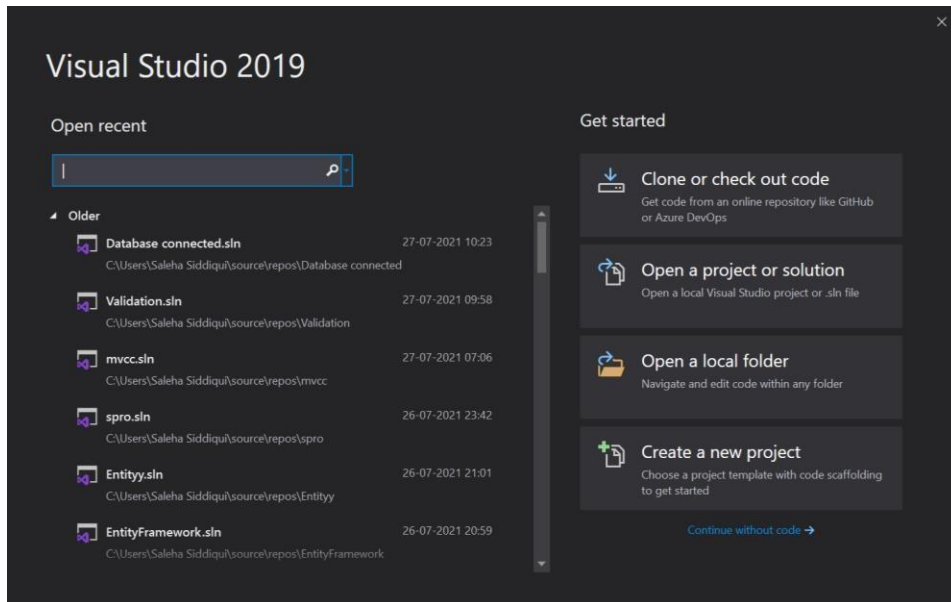 Visual Studio 2019
Open recent
Older
Database connected.sln 27-07-2021 10:23
C:\Users\Saleha Siddiqui\source\repos\Database connected
Validation.sln 27-07-2021 09:58
C:\Users\Saleha Siddiqui\source\repos\Validation
mvcc.sln 27-07-2021 07:06
C:\Users\Saleha Siddiqui\source\repos\mvcc
spro.sln 26-07-2021 23:42
C:\Users\Saleha Siddiqui\source\repos\spro
Entityy.sln 26-07-2021 21:01
C:\Users\Saleha Siddiqui\source\repos\Entityy
EntityFramework.sln 26-07-2021 20:59
C:\Users\Saleha Siddiqui\source\repos\EntityFramework
Get started
Clone or check out code
Get code from an online repository like GitHub
or Azure DevOps
Open a project or solution
Open a local Visual Studio project or .sln file
Open a local folder
Navigate and edit code within any folder
Create a new project
Choose a project template with code scaffolding
to get started
Continue without code →